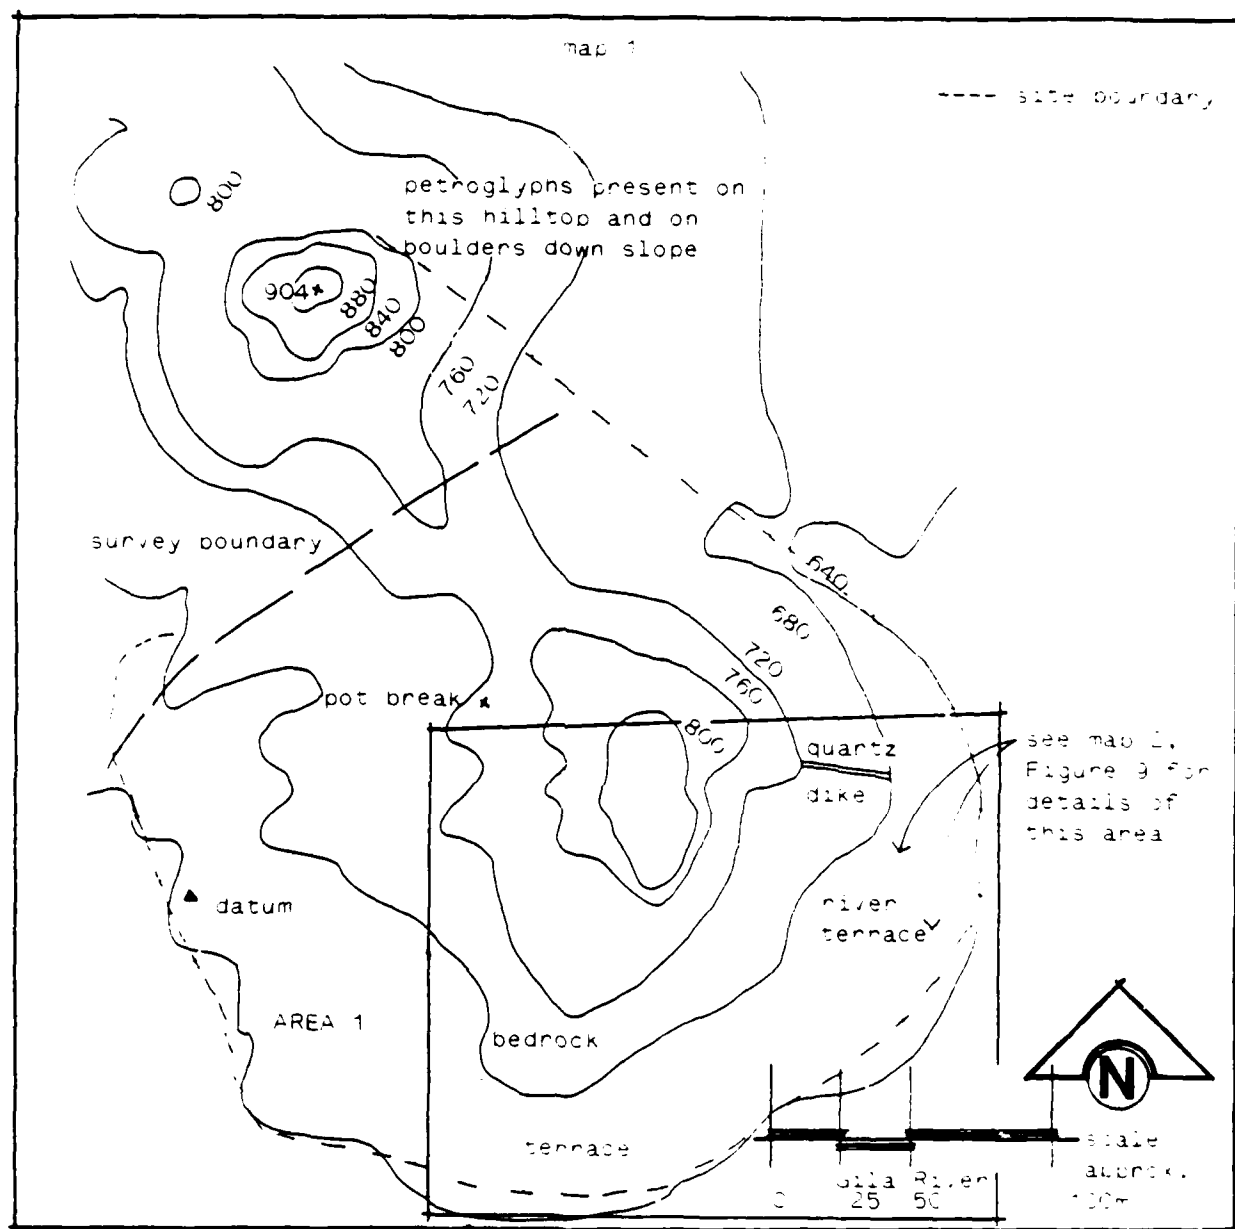 map 1
---- site boundary
800
petroglyphs present on
this hilltop and on
boulders down slope
904
880
840
800
760
720
survey boundary
640
680
720
760
pot break
800
quartz
dike
see map 2,
Figure 9 for
details of
this area
datum
river
terrace
AREA 1
bedrock
N
terrace
scale
approx.
Gila River
0 25 50 100m